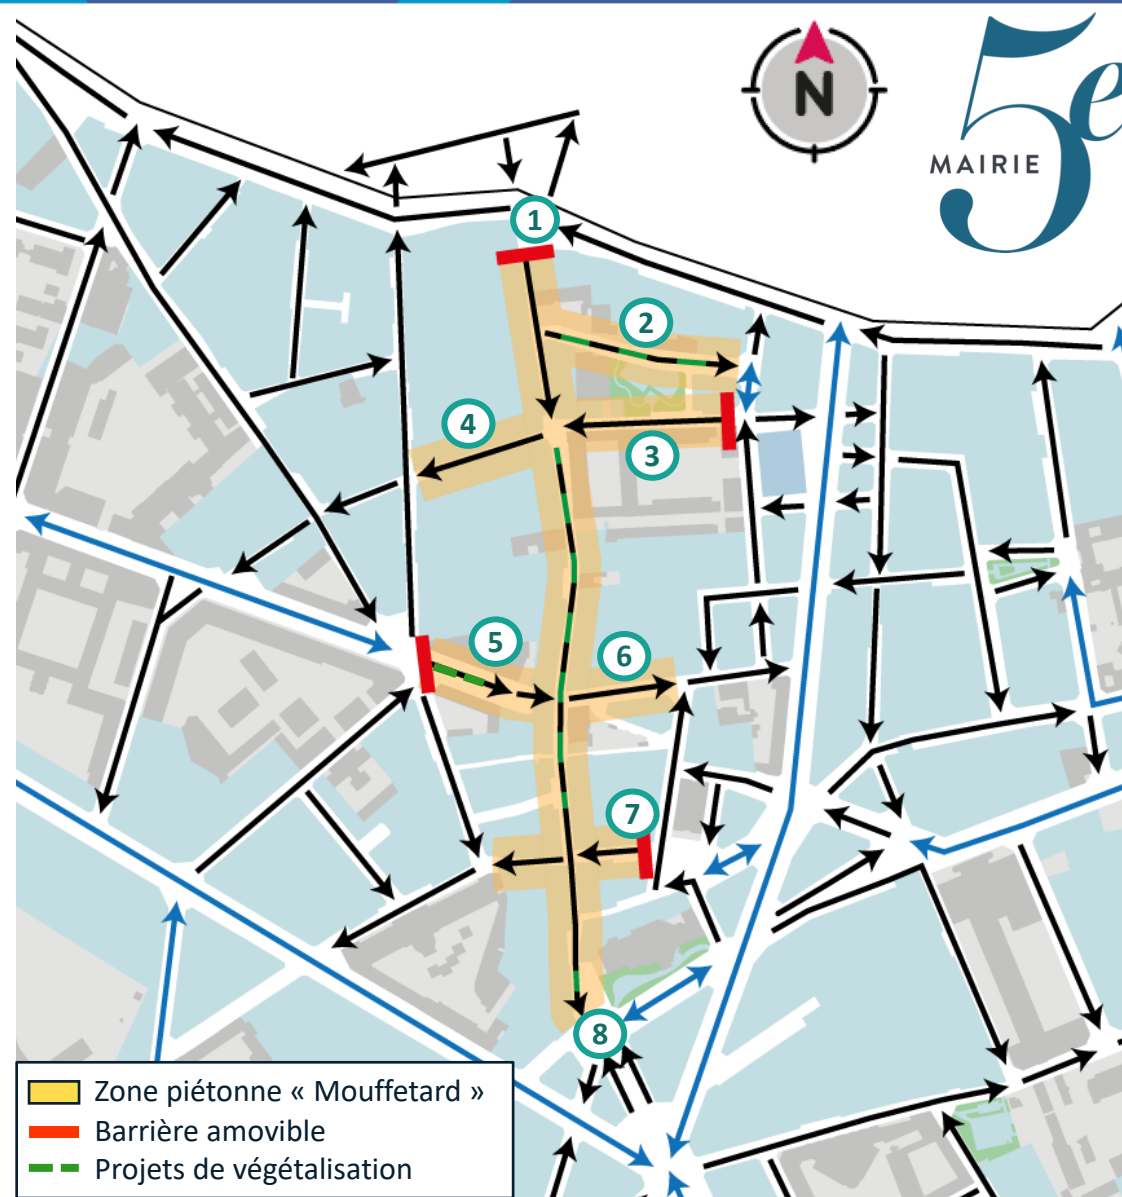 N
5e
MAIRIE
1
2
4
3
5
6
7
8
Zone piétonne « Mouffetard »
Barrière amovible
Projets de végétalisation